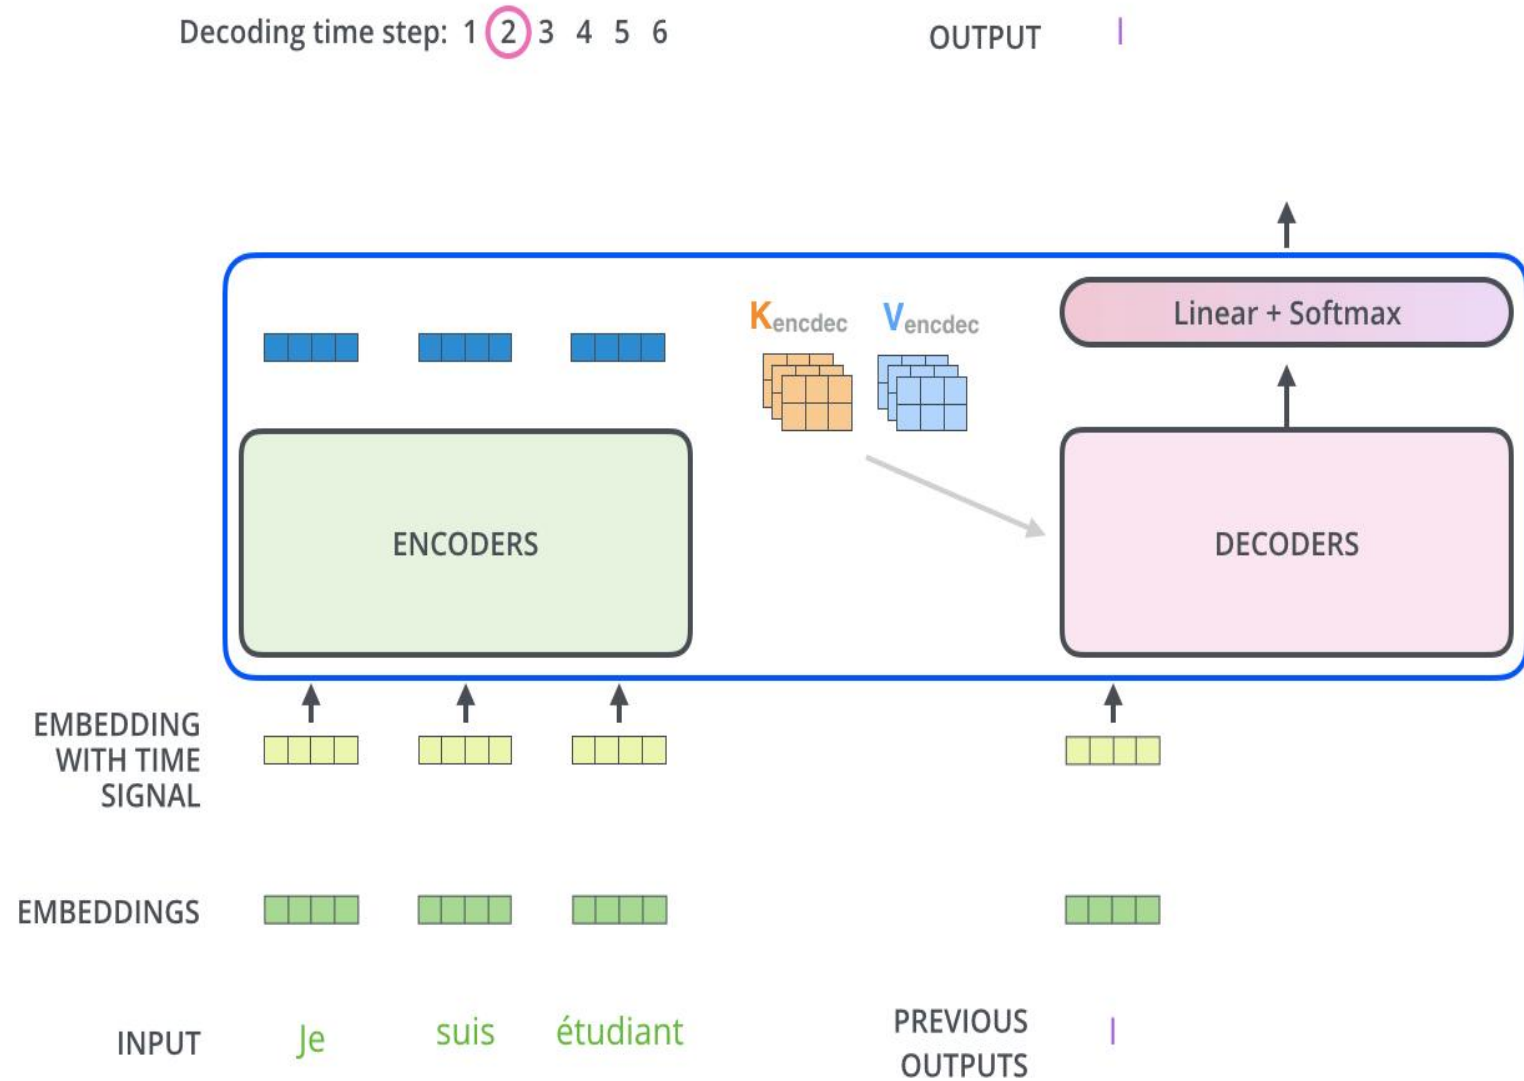 Decoding time step: 1 2 3 4 5 6
OUTPUT I
Kencdec Vencdec
Linear + Softmax
ENCODERS
DECODERS
EMBEDDING
WITH TIME
SIGNAL
EMBEDDINGS
INPUT Je suis étudiant
PREVIOUS
OUTPUTS I